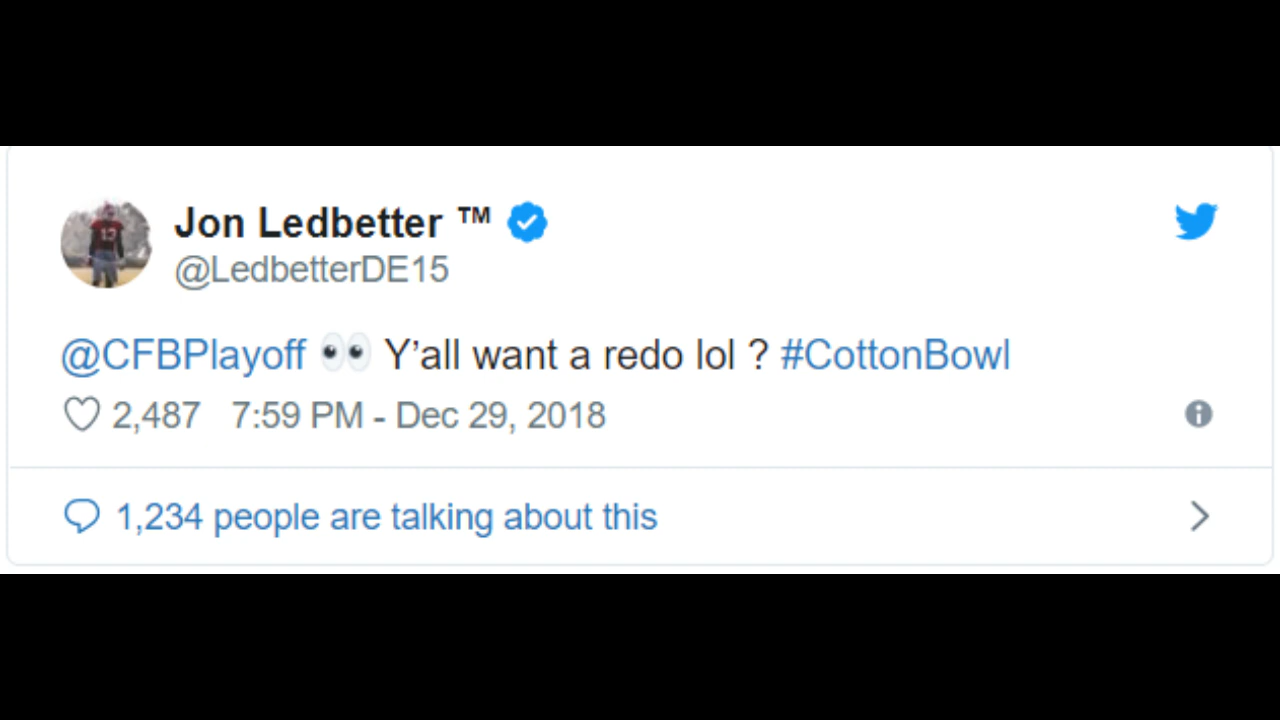 Jon Ledbetter ™
@LedbetterDE15
@CFBPlayoff 👀 Y’all want a redo lol ? #CottonBowl
2,487 7:59 PM - Dec 29, 2018
1,234 people are talking about this